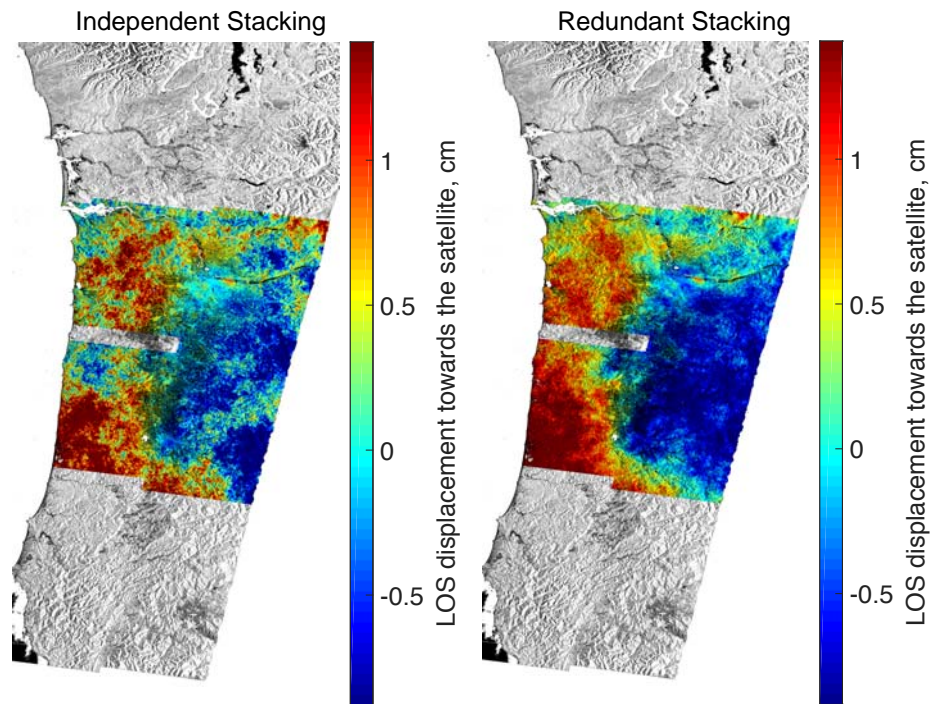 Independent Stacking
1
0.5
0
-0.5
LOS displacement towards the satellite, cm
Redundant Stacking
1
0.5
0
-0.5
LOS displacement towards the satellite, cm